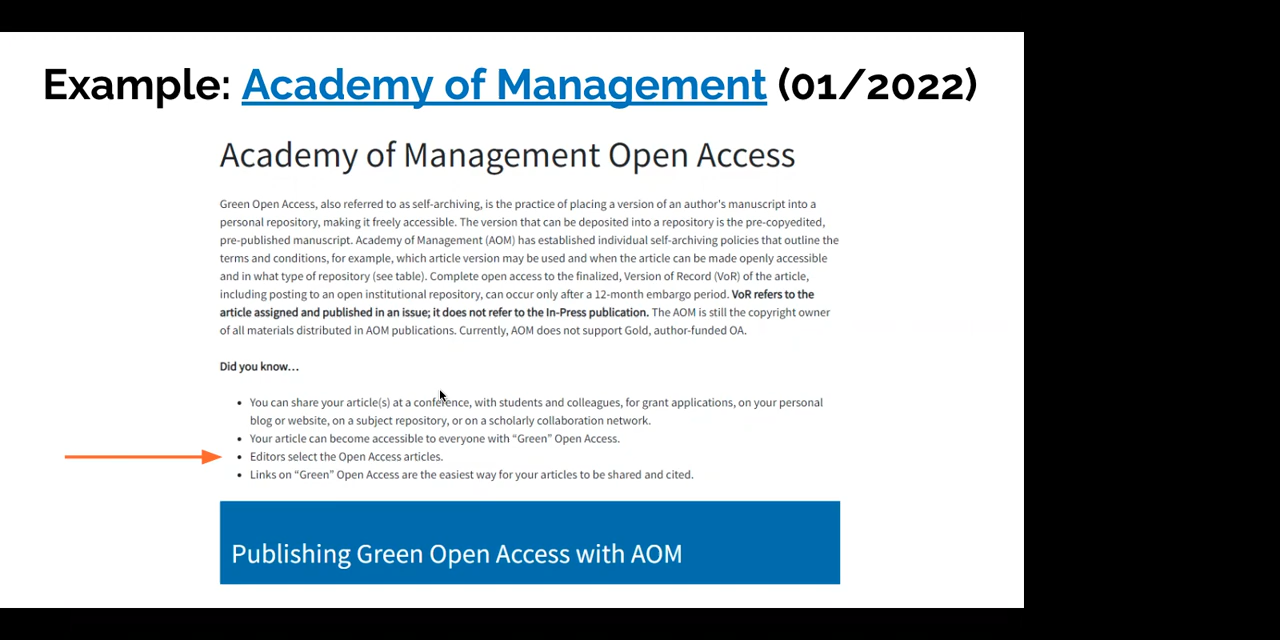 Example: Academy of Management (01/2022)
Academy of Management Open Access
Green Open Access, also referred to as self-archiving, is the practice of placing a version of an author's manuscript into a
personal repository, making it freely accessible. The version that can be deposited into a repository is the pre-copyedited,
pre-published manuscript. Academy of Management (AOM) has established individual self-archiving policies that outline the
terms and conditions, for example, which article version may be used and when the article can be made openly accessible
and in what type of repository (see table). Complete open access to the finalized, Version of Record (VoR) of the article,
including posting to an open institutional repository, can occur only after a 12-month embargo period. VoR refers to the
article assigned and published in an issue; it does not refer to the In-Press publication. The AOM is still the copyright owner
of all materials distributed in AOM publications. Currently, AOM does not support Gold, author-funded OA.
Did you know…
• You can share your article(s) at a conference, with students and colleagues, for grant applications, on your personal
blog or website, on a subject repository, or on a scholarly collaboration network.
• Your article can become accessible to everyone with “Green” Open Access.
• Editors select the Open Access articles.
• Links on “Green” Open Access are the easiest way for your articles to be shared and cited.
Publishing Green Open Access with AOM